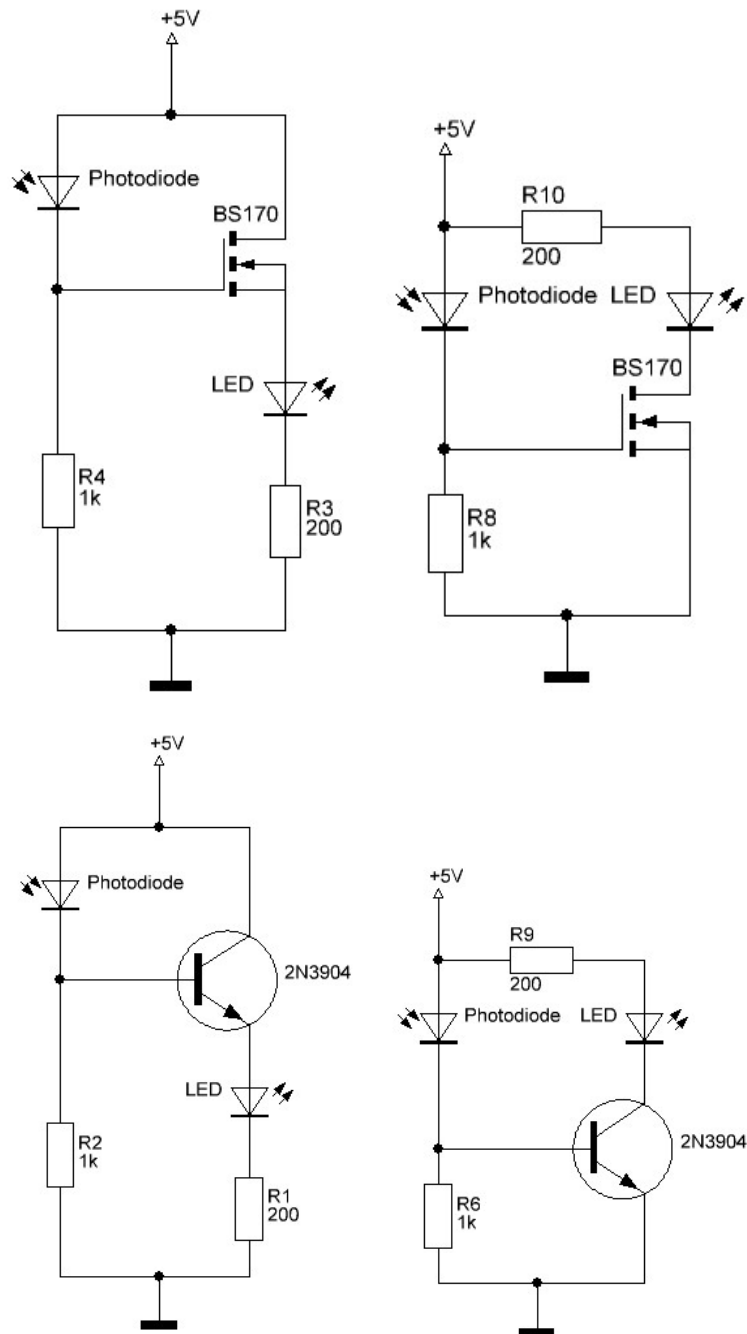 +5V
Photodiode
BS170
LED
R4
1k
R3
200
+5V
R10
200
Photodiode
LED
BS170
R8
1k
+5V
Photodiode
2N3904
LED
R2
1k
R1
200
+5V
R9
200
Photodiode
LED
2N3904
R6
1k